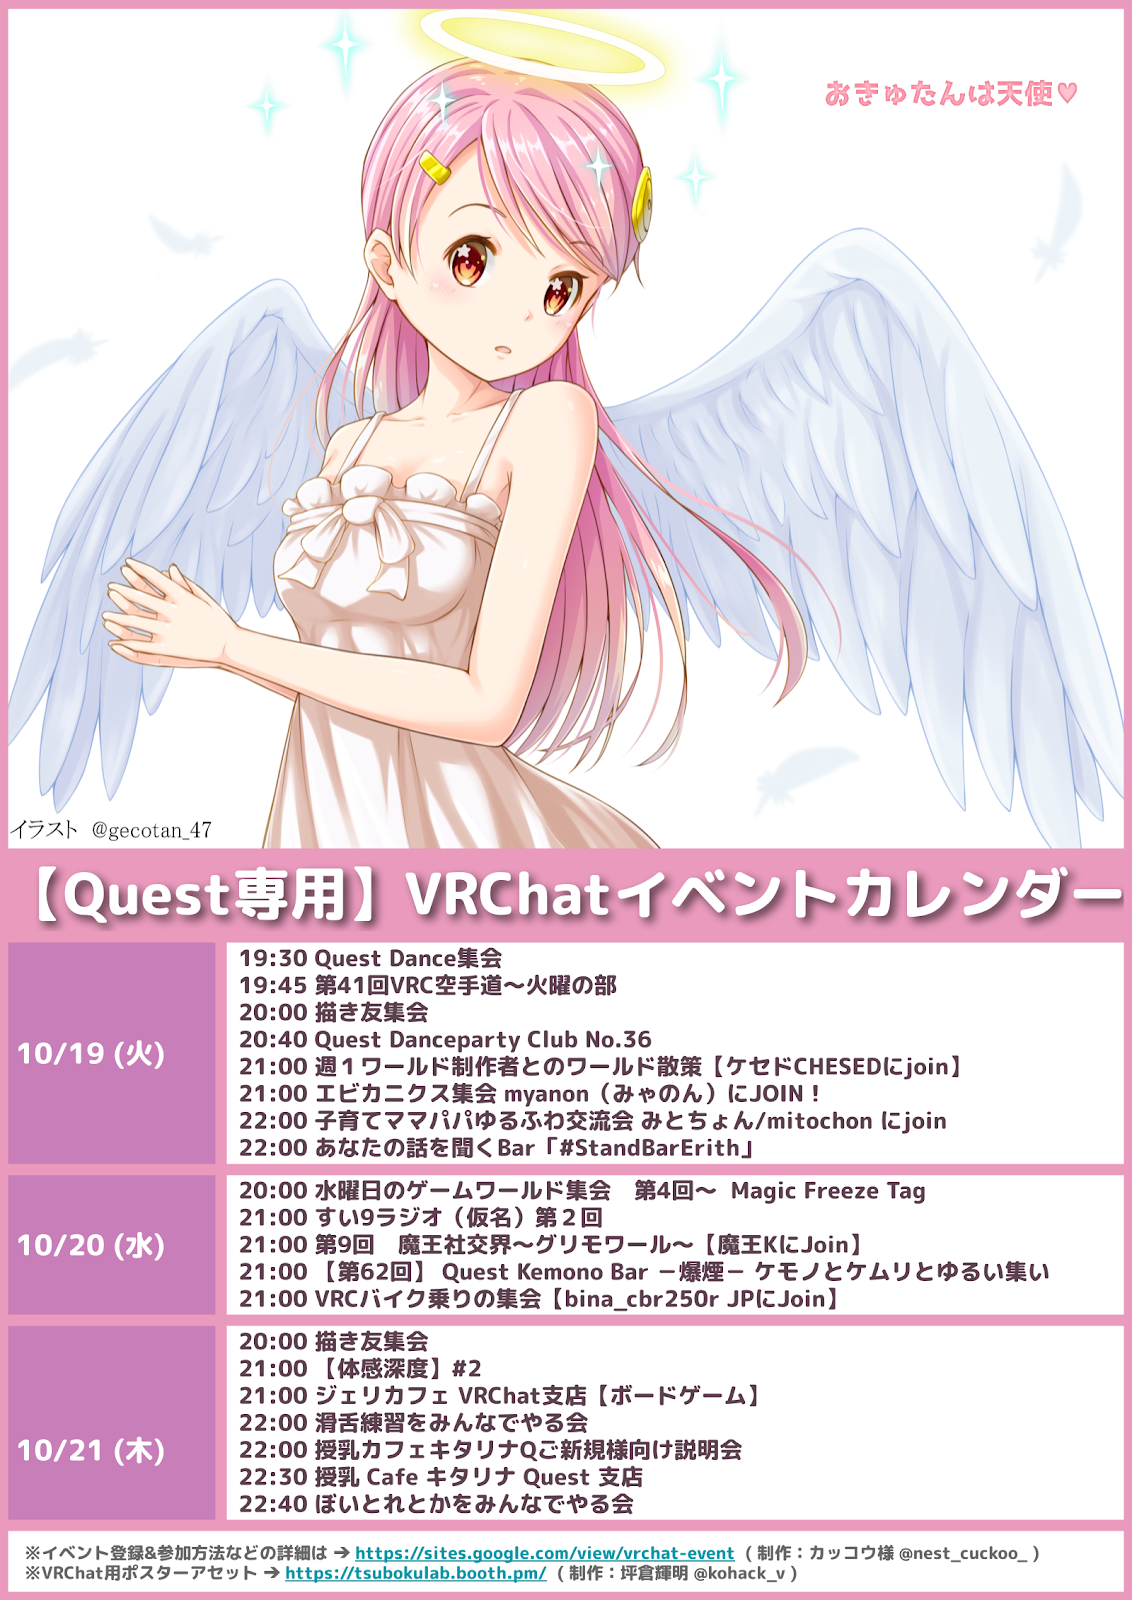 おきゅたんは天使♥
イラスト @gecotan_47
【Quest専用】VRChatイベントカレンダー
10/19 (火)
19:30 Quest Dance集会
19:45 第41回VRC空手道～火曜の部
20:00 描き友集会
20:40 Quest Danceparty Club No.36
21:00 週１ワールド制作者とのワールド散策【ケセドCHESEDにjoin】
21:00 エビカニクス集会 myanon（みゃのん）にJOIN！
22:00 子育てママパパゆるふわ交流会 みとちょん/mitochon にjoin
22:00 あなたの話を聞くBar「#StandBarErith」
10/20 (水)
20:00 水曜日のゲームワールド集会　第4回～ Magic Freeze Tag
21:00 すい9ラジオ（仮名）第２回
21:00 第9回　魔王社交界～グリモワール～【魔王KにJoin】
21:00 【第62回】 Quest Kemono Bar －爆煙－ ケモノとケムリとゆるい集い
21:00 VRCバイク乗りの集会【bina_cbr250r JPにJoin】
10/21 (木)
20:00 描き友集会
21:00 【体感深度】#2
21:00 ジェリカフェ VRChat支店【ボードゲーム】
22:00 滑舌練習をみんなでやる会
22:00 授乳カフェキタリナQご新規様向け説明会
22:30 授乳 Cafe キタリナ Quest 支店
22:40 ぼいとれとかをみんなでやる会
※イベント登録&参加方法などの詳細は ➔ https://sites.google.com/view/vrchat-event （制作：カッコウ様 @nest_cuckoo_）
※VRChat用ポスターアセット ➔ https://tsubokulab.booth.pm/ （制作：坪倉輝明 @kohack_v）